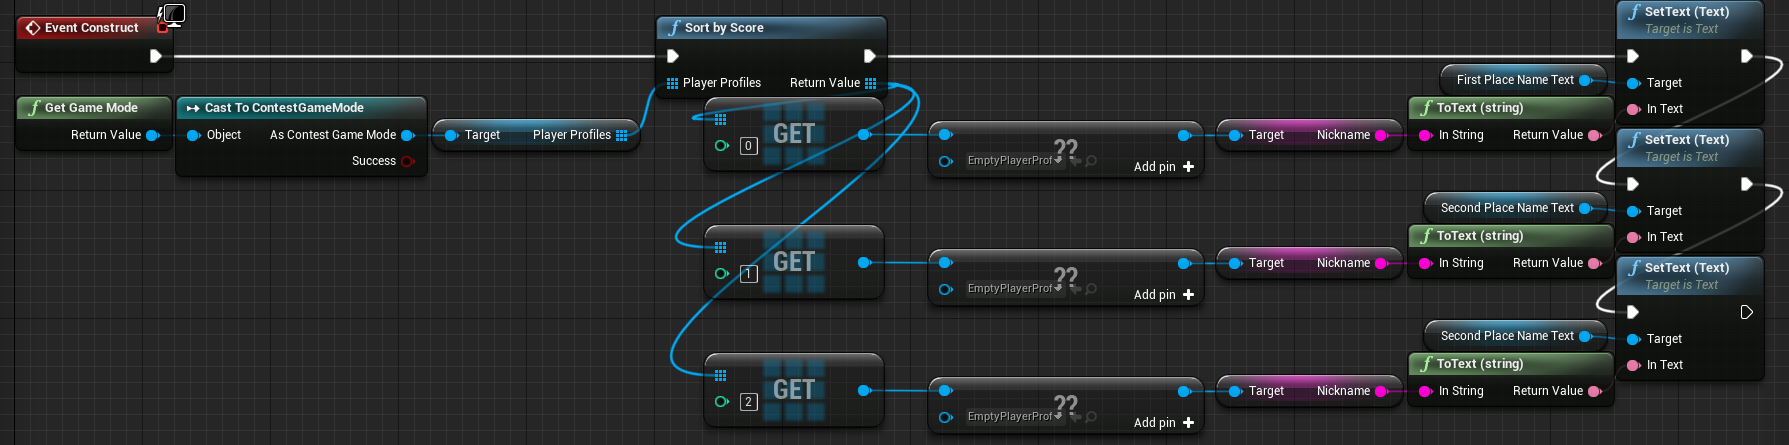 Event Construct
Sort by Score
Player Profiles
Return Value
Get Game Mode
Return Value
Cast To ContestGameMode
Object
As Contest Game Mode
Success
Target
Player Profiles
0
GET
EmptyPlayerProf
??
Add pin
Target
Nickname
First Place Name Text
ToText (string)
In String
Return Value
SetText (Text)
Target is Text
Target
In Text
1
GET
EmptyPlayerProf
??
Add pin
Target
Nickname
Second Place Name Text
ToText (string)
In String
Return Value
SetText (Text)
Target is Text
Target
In Text
2
GET
EmptyPlayerProf
??
Add pin
Target
Nickname
Second Place Name Text
ToText (string)
In String
Return Value
SetText (Text)
Target is Text
Target
In Text